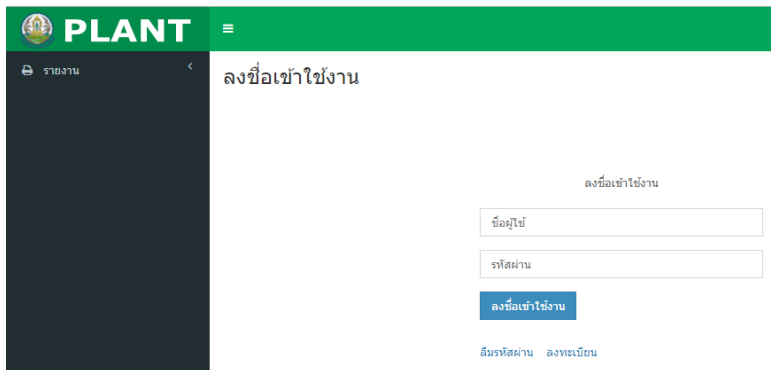 PLANT
รายงาน
ลงชื่อเข้าใช้งาน
ลงชื่อเข้าใช้งาน
ชื่อผู้ใช้
รหัสผ่าน
ลงชื่อเข้าใช้งาน
ลืมรหัสผ่าน ลงทะเบียน